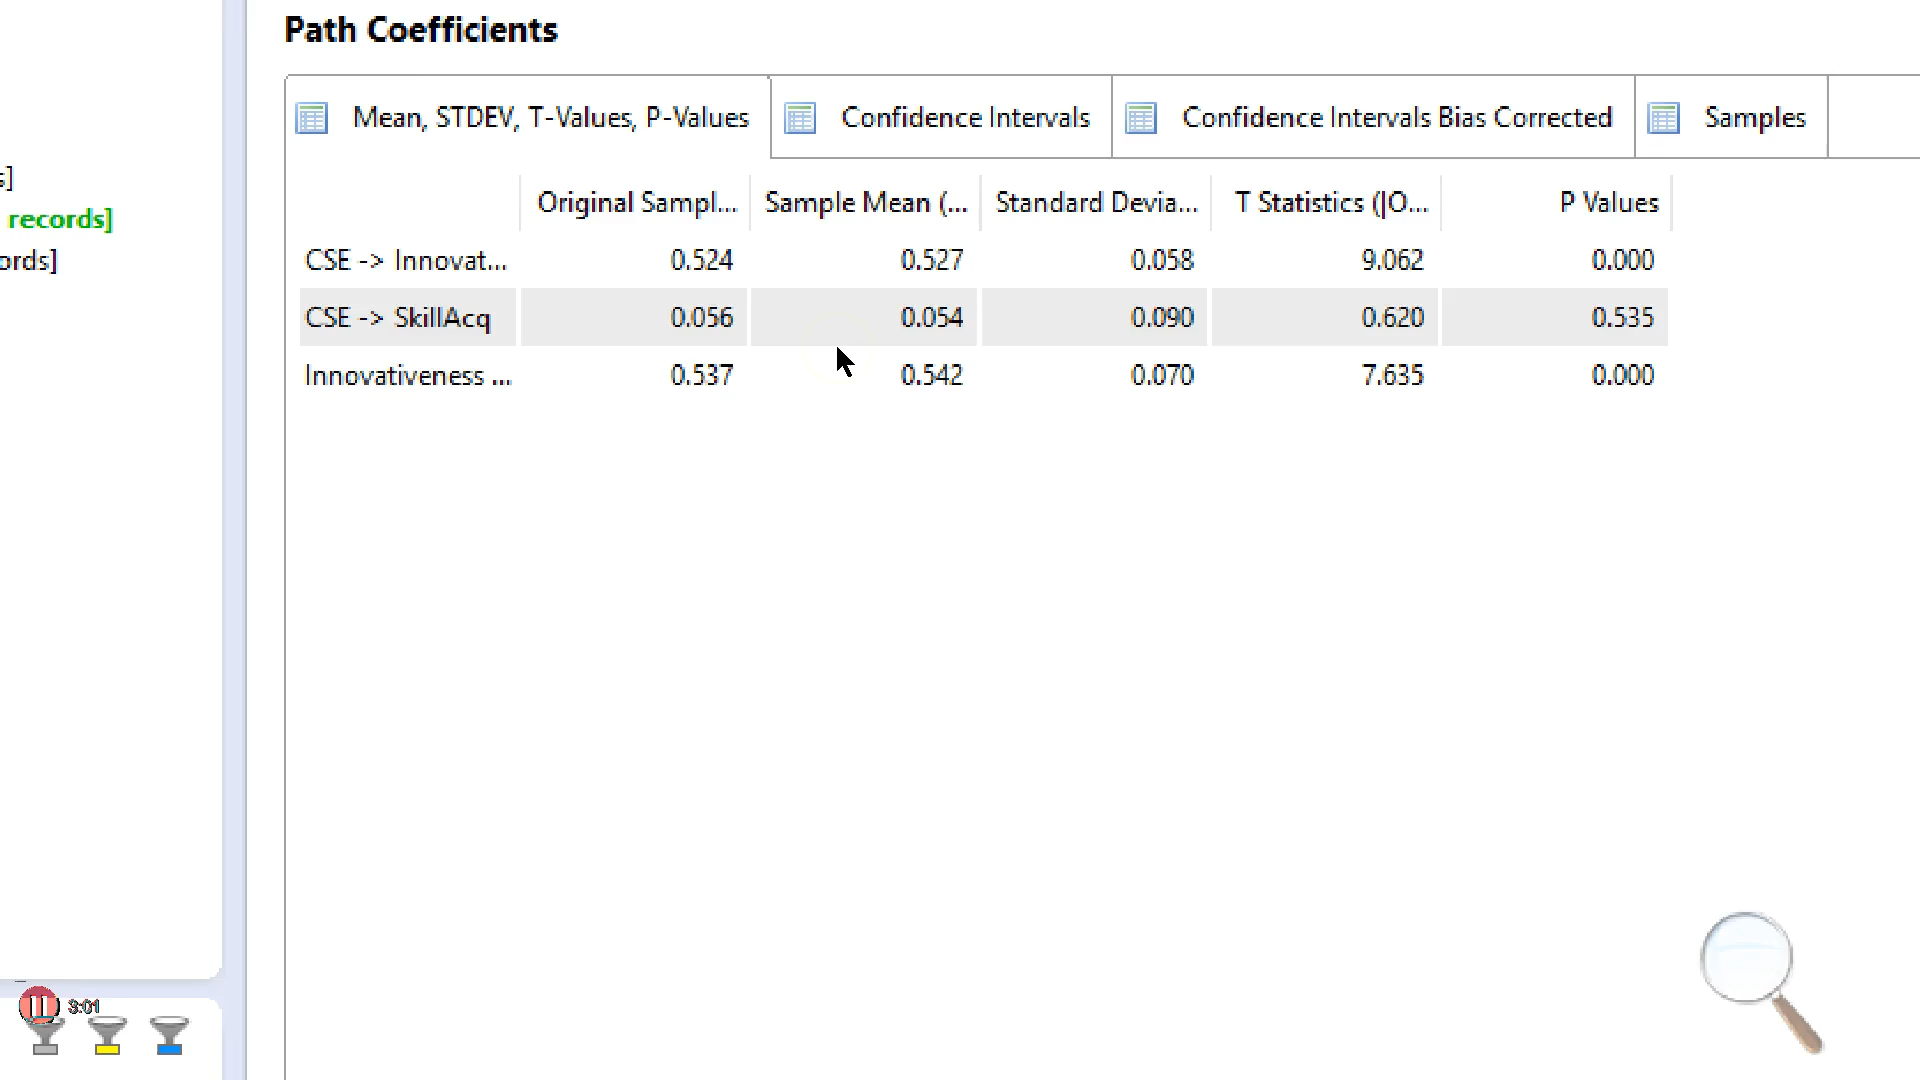 Path Coefficients
Mean, STDEV, T-Values, P-Values Confidence Intervals Confidence Intervals Bias Corrected Samples
s]
records]
ords]
Original Sampl... Sample Mean (... Standard Devia... T Statistics (|O... P Values
CSE -> Innovat... 0.524 0.527 0.058 9.062 0.000
CSE -> SkillAcq 0.056 0.054 0.090 0.620 0.535
Innovativeness ... 0.537 0.542 0.070 7.635 0.000
3:01